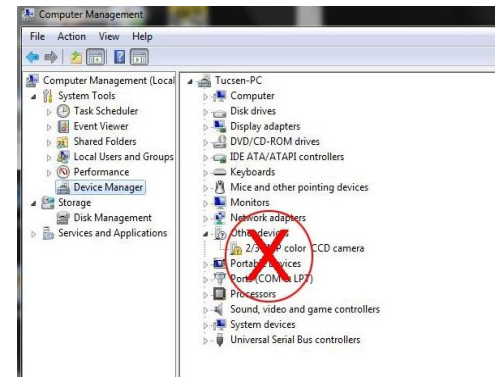 Computer Management
File Action View Help
Computer Management (Local
System Tools
Task Scheduler
Event Viewer
Shared Folders
Local Users and Groups
Performance
Device Manager
Storage
Disk Management
Services and Applications
Tucsen-PC
Computer
Disk drives
Display adapters
DVD/CD-ROM drives
IDE ATA/ATAPI controllers
Keyboards
Mice and other pointing devices
Monitors
Network adapters
Other devices
color CCD camera
Portable Devices
Ports (COM & LPT)
Processors
Sound, video and game controllers
System devices
Universal Serial Bus controllers